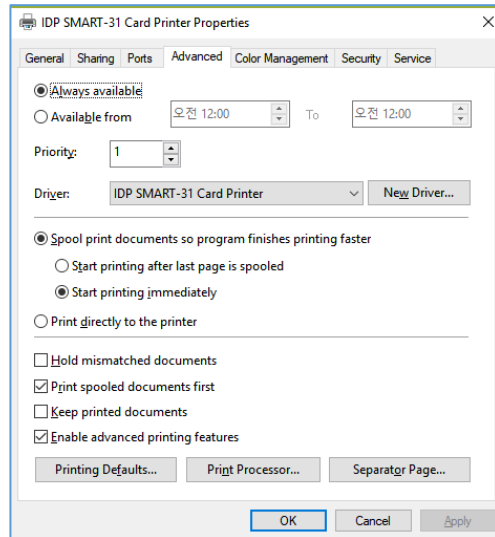 IDP SMART-31 Card Printer Properties
General Sharing Ports Advanced Color Management Security Service
Always available
Available from 오전 12:00 To 오전 12:00
Priority: 1
Driver: IDP SMART-31 Card Printer New Driver...
Spool print documents so program finishes printing faster
Start printing after last page is spooled
Start printing immediately
Print directly to the printer
Hold mismatched documents
Print spooled documents first
Keep printed documents
Enable advanced printing features
Printing Defaults... Print Processor... Separator Page...
OK Cancel Apply